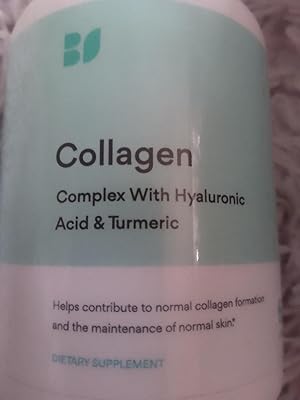 Collagen
Complex With Hyaluronic
Acid & Turmeric
Helps contribute to normal collagen formation
and the maintenance of normal skin.*
DIETARY SUPPLEMENT